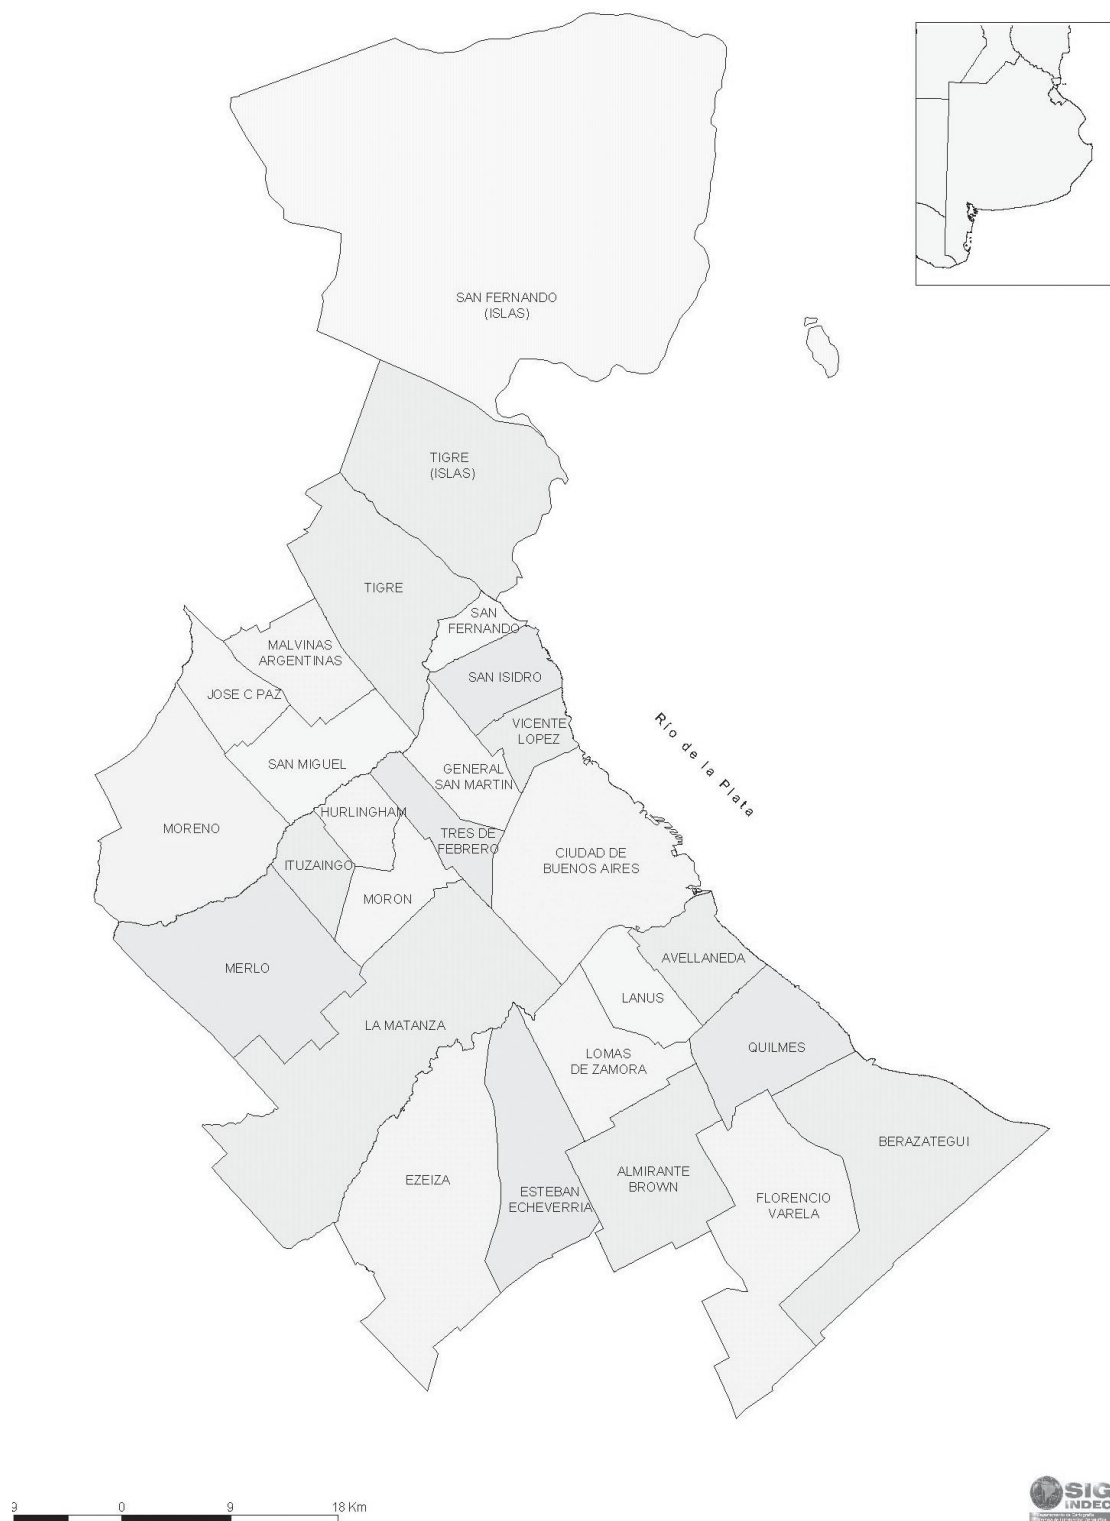 SAN FERNANDO
(ISLAS)
TIGRE
(ISLAS)
TIGRE
SAN
FERNANDO
MALVINAS
ARGENTINAS
SAN ISIDRO
JOSE C PAZ
VICENTE
LOPEZ
Río de la Plata
SAN MIGUEL
GENERAL
SAN MARTIN
HURLINGHAM
MORENO
TRES DE
FEBRERO
CIUDAD DE
BUENOS AIRES
ITUZAINGO
MORON
MERLO
AVELLANEDA
LANUS
LA MATANZA
LOMAS
DE ZAMORA
QUILMES
BERAZATEGUI
EZEIZA
ESTEBAN
ECHEVERRIA
ALMIRANTE
BROWN
FLORENCIO
VARELA
9 0 9 18 Km
SIG
INDEC